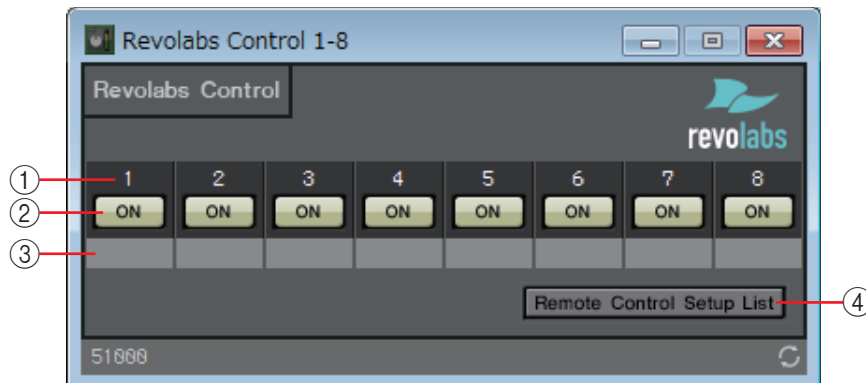 Revolabs Control 1-8
Revolabs Control
revolabs
① 1 2 3 4 5 6 7 8
② ON ON ON ON ON ON ON ON
③
Remote Control Setup List ④
51000